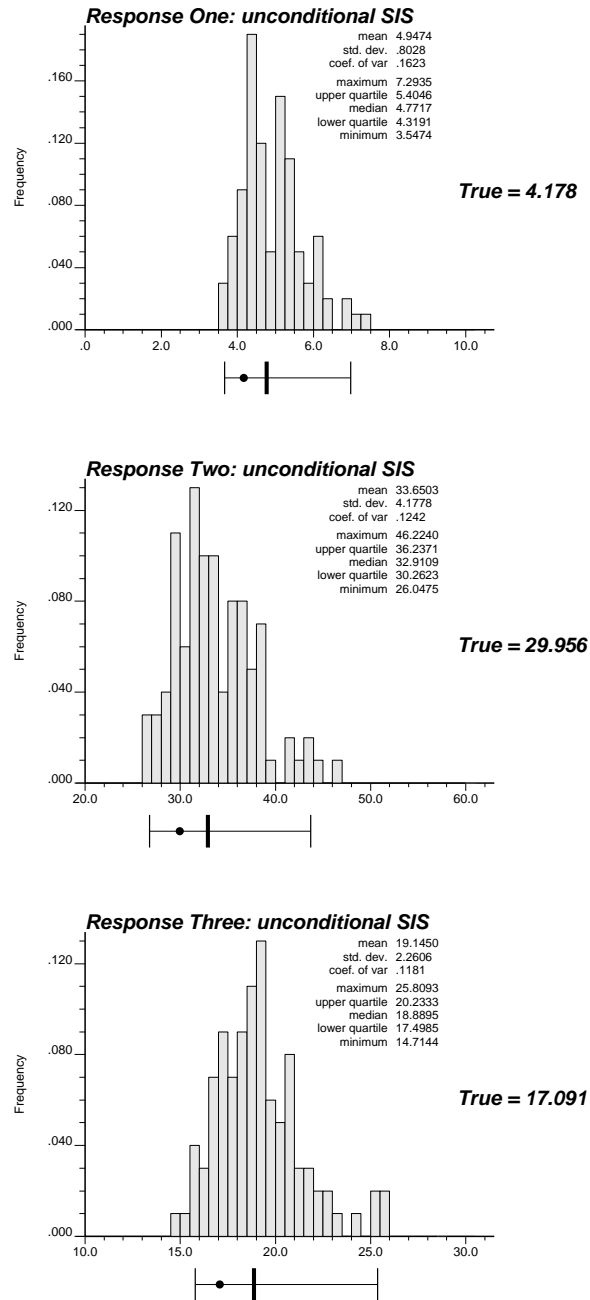 Response One: unconditional SIS
mean 4.9474
std. dev. .8028
coef. of var .1623
maximum 7.2935
upper quartile 5.4046
median 4.7717
lower quartile 4.3191
minimum 3.5474
Frequency
.160
.120
.080
.040
.000
.0 2.0 4.0 6.0 8.0 10.0
True = 4.178
Response Two: unconditional SIS
mean 33.6503
std. dev. 4.1778
coef. of var .1242
maximum 46.2240
upper quartile 36.2371
median 32.9109
lower quartile 30.2623
minimum 26.0475
Frequency
.120
.080
.040
.000
20.0 30.0 40.0 50.0 60.0
True = 29.956
Response Three: unconditional SIS
mean 19.1450
std. dev. 2.2606
coef. of var .1181
maximum 25.8093
upper quartile 20.2333
median 18.8895
lower quartile 17.4985
minimum 14.7144
Frequency
.120
.080
.040
.000
10.0 15.0 20.0 25.0 30.0
True = 17.091